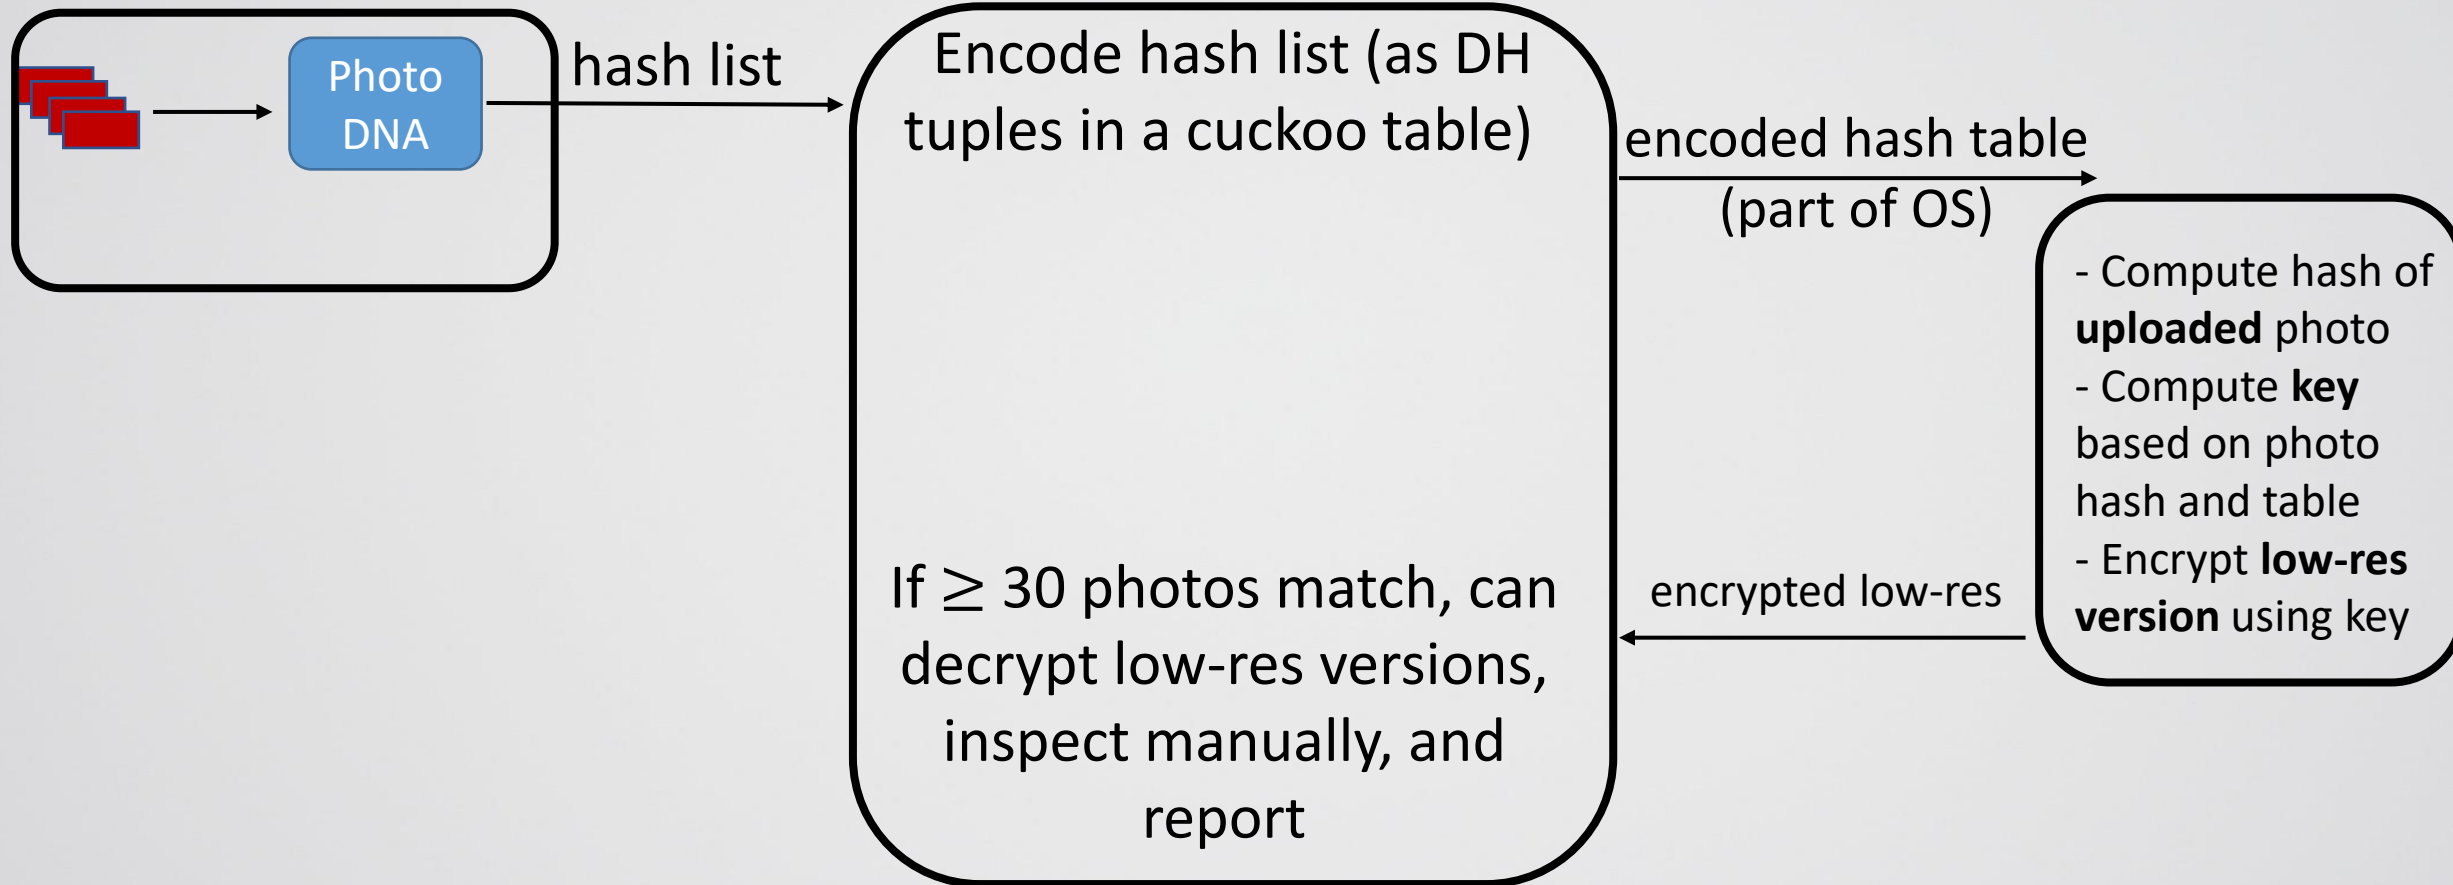 Photo
DNA
hash list
Encode hash list (as DH
tuples in a cuckoo table)
encoded hash table
(part of OS)
- Compute hash of
uploaded photo
- Compute key
based on photo
hash and table
- Encrypt low-res
version using key
encrypted low-res
If ≥ 30 photos match, can
decrypt low-res versions,
inspect manually, and
report